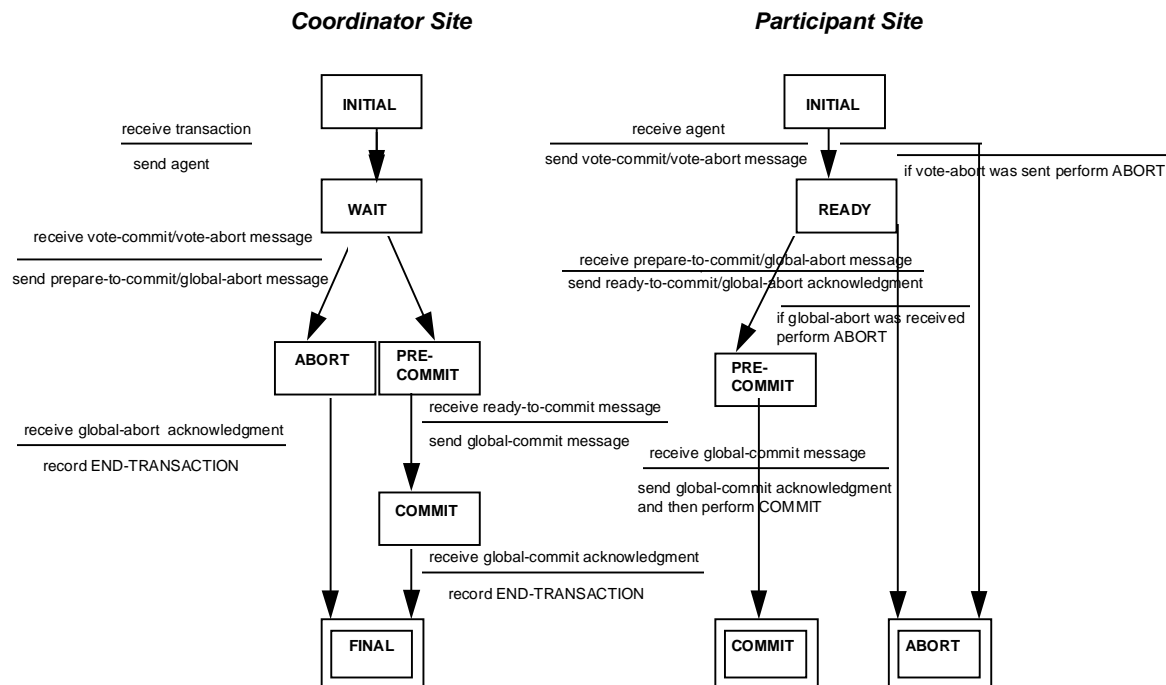 Coordinator Site
Participant Site
INITIAL
receive transaction
send agent
WAIT
receive vote-commit/vote-abort message
send prepare-to-commit/global-abort message
ABORT
PRE-
COMMIT
receive ready-to-commit message
send global-commit message
receive global-abort acknowledgment
record END-TRANSACTION
COMMIT
receive global-commit acknowledgment
record END-TRANSACTION
FINAL
INITIAL
receive agent
send vote-commit/vote-abort message
if vote-abort was sent perform ABORT
READY
receive prepare-to-commit/global-abort message
send ready-to-commit/global-abort acknowledgment
if global-abort was received
perform ABORT
PRE-
COMMIT
receive global-commit message
send global-commit acknowledgment
and then perform COMMIT
COMMIT
ABORT